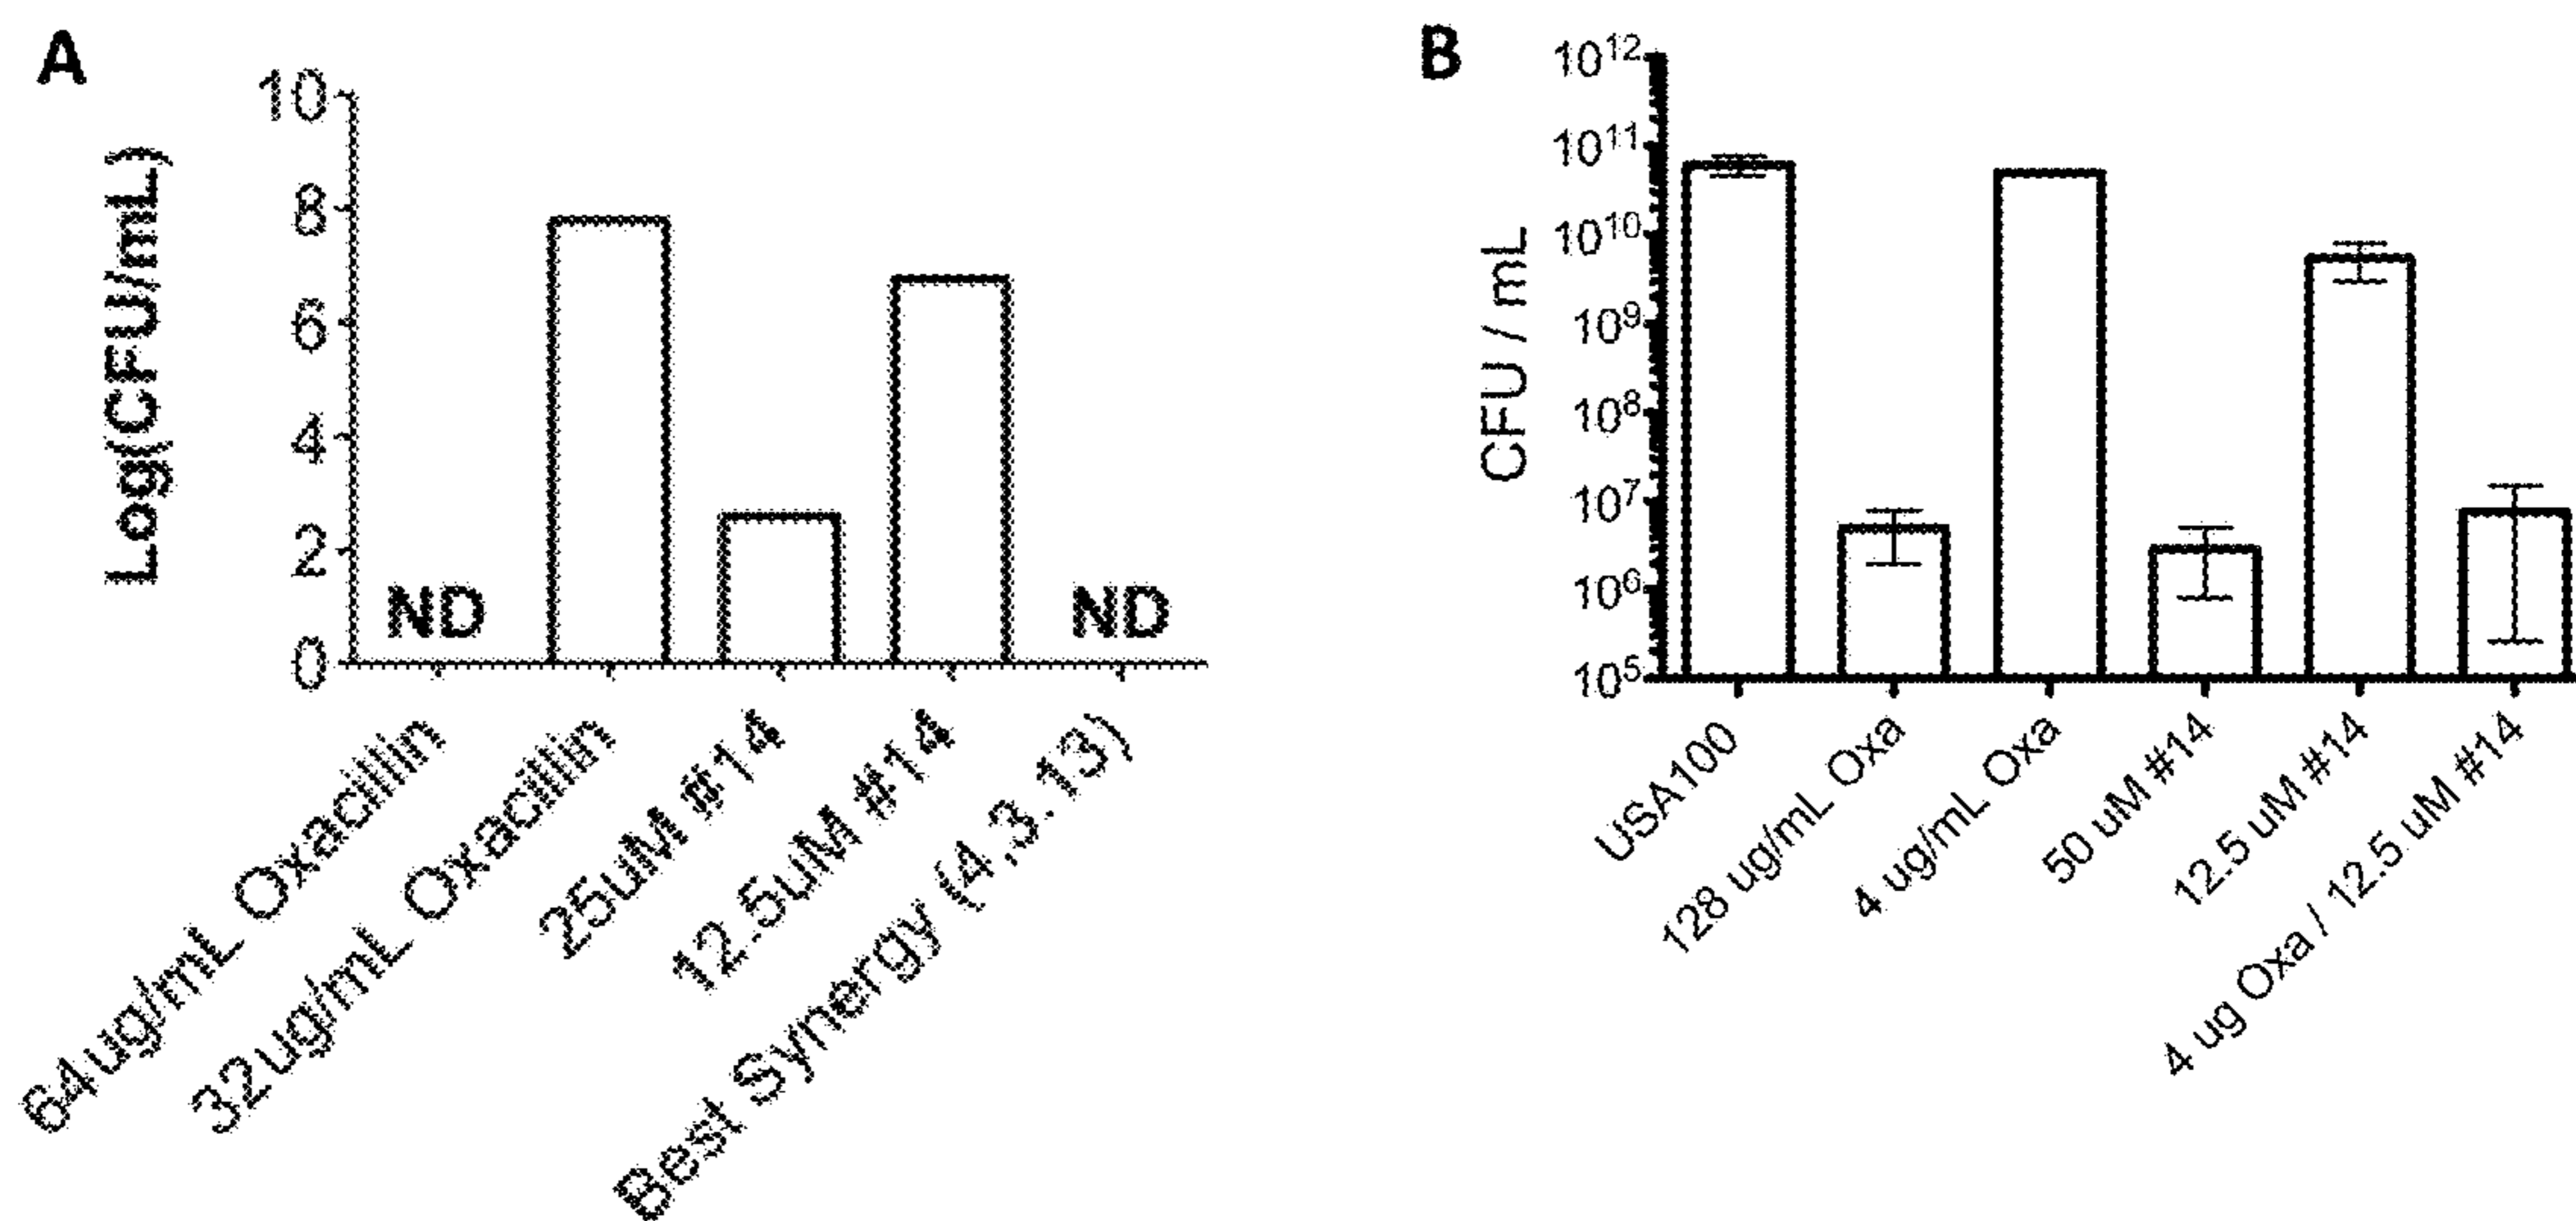 A
Log(CFU/mL)
10
8
6
4
2
0
ND
ND
64ug/mL Oxacillin
32ug/mL Oxacillin
25uM #14
12.5uM #14
Best Synergy (4,3.13)
B
CFU / mL
10¹²
10¹¹
10¹⁰
10⁹
10⁸
10⁷
10⁶
10⁵
USA100
128 ug/mL Oxa
4 ug/mL Oxa
50 uM #14
12.5 uM #14
4 ug Oxa / 12.5 uM #14